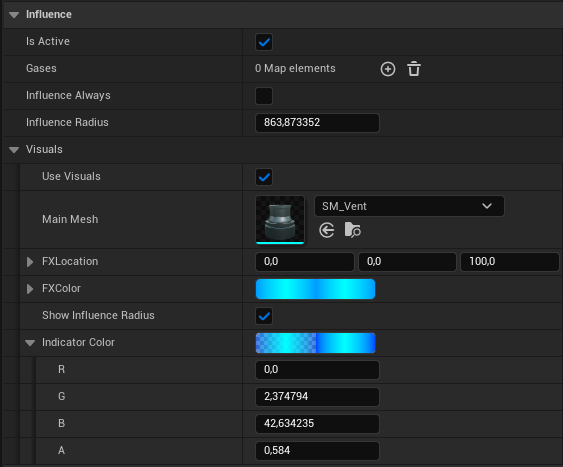 Influence
Is Active
Gases 0 Map elements
Influence Always
Influence Radius 863,873352
Visuals
Use Visuals
Main Mesh SM_Vent
FXLocation 0,0 0,0 100,0
FXColor
Show Influence Radius
Indicator Color
R 0,0
G 2,374794
B 42,634235
A 0,584